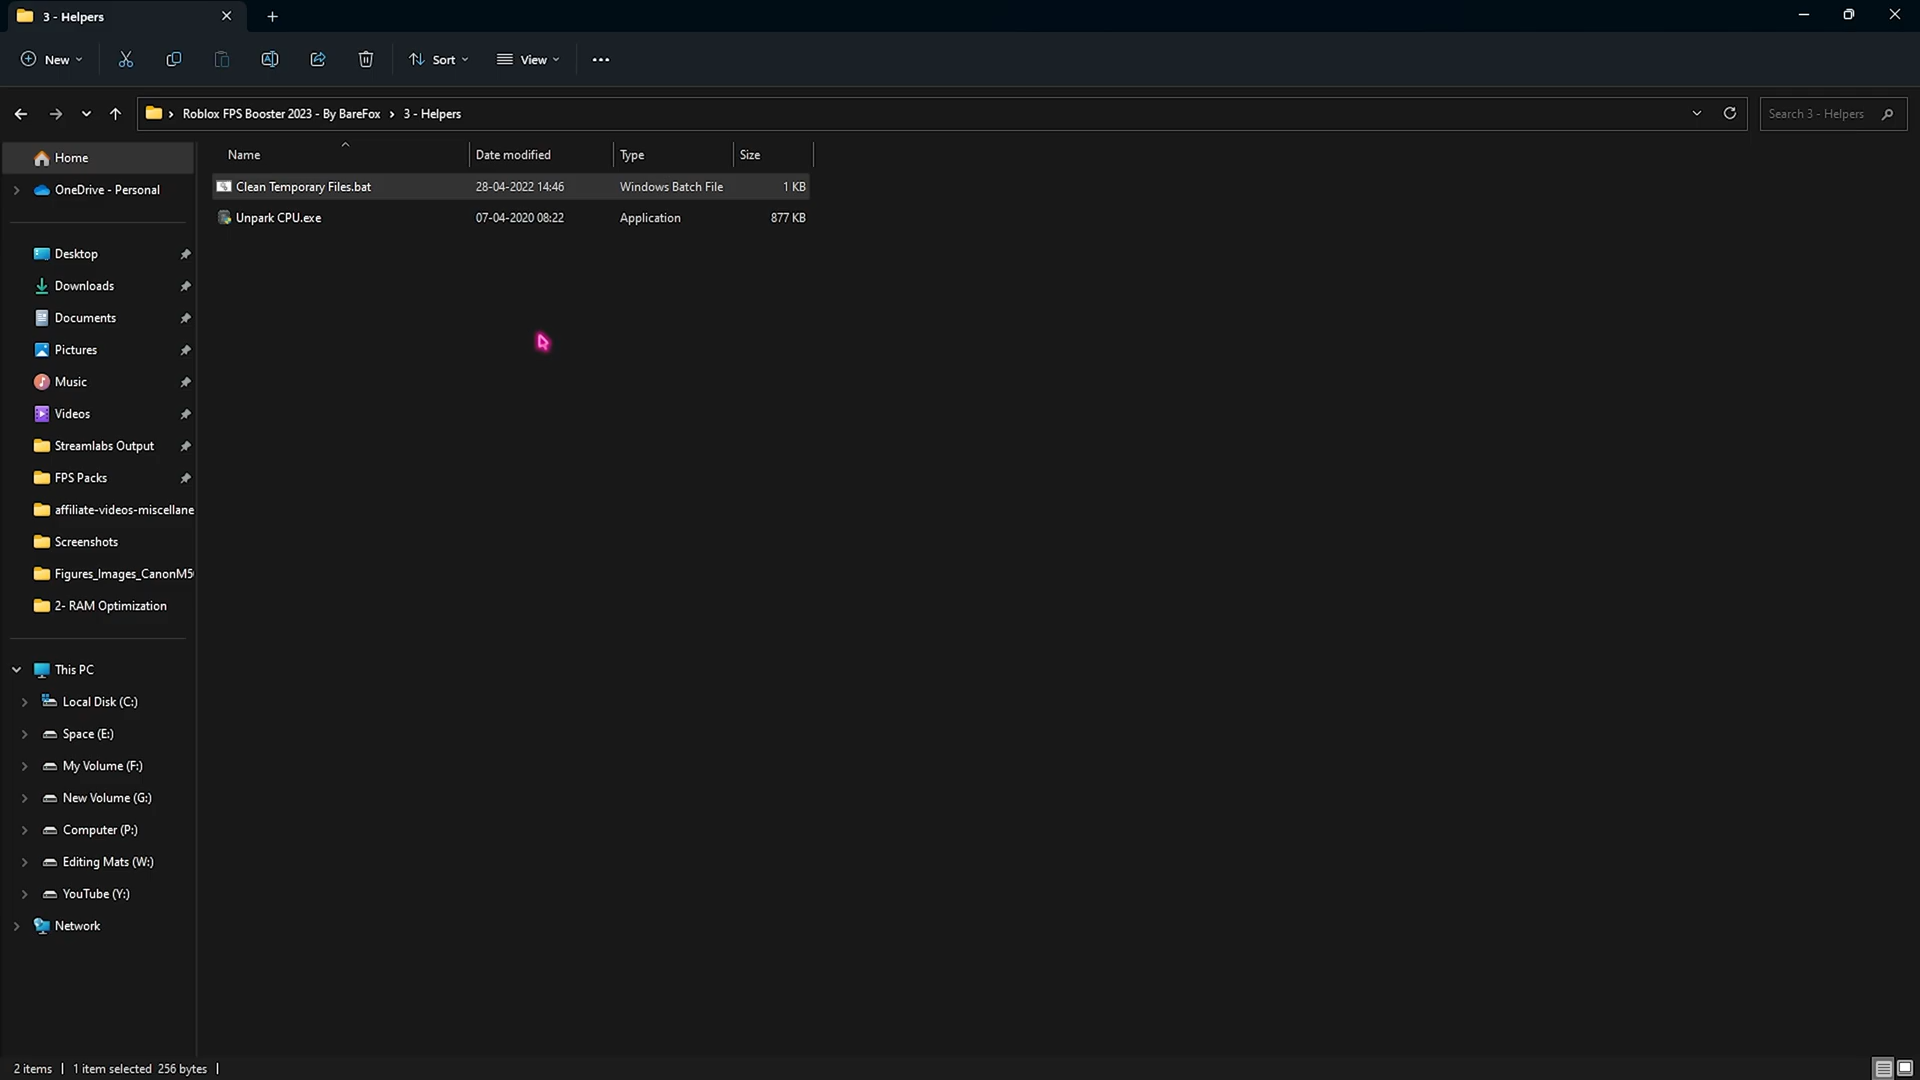 3 - Helpers
New
Sort
View
Roblox FPS Booster 2023 - By BareFox > 3 - Helpers
Search 3 - Helpers
Name Date modified Type Size
Clean Temporary Files.bat 28-04-2022 14:46 Windows Batch File 1 KB
Unpark CPU.exe 07-04-2020 08:22 Application 877 KB
Home
OneDrive - Personal
Desktop
Downloads
Documents
Pictures
Music
Videos
Streamlabs Output
FPS Packs
affiliate-videos-miscellane
Screenshots
Figures_Images_CanonM5
2- RAM Optimization
This PC
Local Disk (C:)
Space (E:)
My Volume (F:)
New Volume (G:)
Computer (P:)
Editing Mats (W:)
YouTube (Y:)
Network
2 items | 1 item selected 256 bytes |